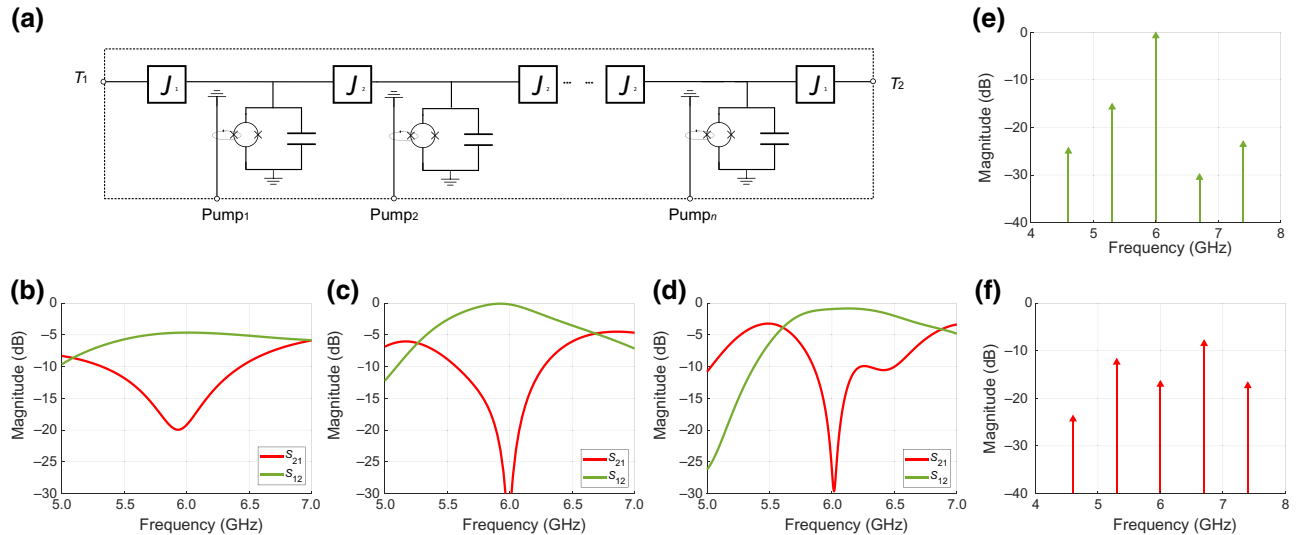 (a)
T1
J1
J2
J2
... ...
J2
J1
T2
Pump1
Pump2
Pumpn
(e)
Magnitude (dB)
0
–10
–20
–30
–40
4
5
6
7
8
Frequency (GHz)
(b)
Magnitude (dB)
0
–5
–10
–15
–20
–25
–30
5.0
5.5
6.0
6.5
7.0
Frequency (GHz)
S21
S12
(c)
Magnitude (dB)
0
–5
–10
–15
–20
–25
–30
5.0
5.5
6.0
6.5
7.0
Frequency (GHz)
S21
S12
(d)
Magnitude (dB)
0
–5
–10
–15
–20
–25
–30
5.0
5.5
6.0
6.5
7.0
Frequency (GHz)
S21
S12
(f)
Magnitude (dB)
0
–10
–20
–30
–40
4
5
6
7
8
Frequency (GHz)